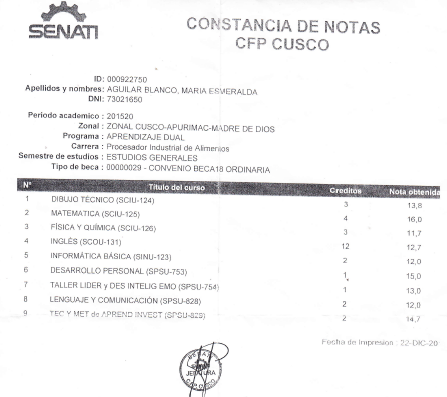 SENATI
CONSTANCIA DE NOTAS
CFP CUSCO
ID: 000922750
Apellidos y nombres: AGUILAR BLANCO, MARIA ESMERALDA
DNI: 73021650
Periodo academico : 201520
Zonal : ZONAL CUSCO-APURIMAC-MADRE DE DIOS
Programa : APRENDIZAJE DUAL
Carrera : Procesador Industrial de Alimentos
Semestre de estudios : ESTUDIOS GENERALES
Tipo de beca : 00000029 - CONVENIO BECA18 ORDINARIA
N° Título del curso Creditos Nota obtenida
1 DIBUJO TÉCNICO (SCIU-124) 3 13,8
2 MATEMATICA (SCIU-125) 4 16,0
3 FÍSICA Y QUÍMICA (SCIU-126) 3 11,7
4 INGLÉS (SCOU-131) 12 12,7
5 INFORMÁTICA BÁSICA (SINU-123) 2 12,0
6 DESARROLLO PERSONAL (SPSU-753) 1 15,0
7 TALLER LIDER y DES INTELIG EMO (SPSU-754) 1 13,0
8 LENGUAJE Y COMUNICACIÓN (SPSU-828) 2 12,0
9 TEC Y MET de APREND INVEST (SPSU-829) 2 14,7
Fecha de Impresion : 22-DIC-20
SENATI
JEFATURA
CFP CUSCO